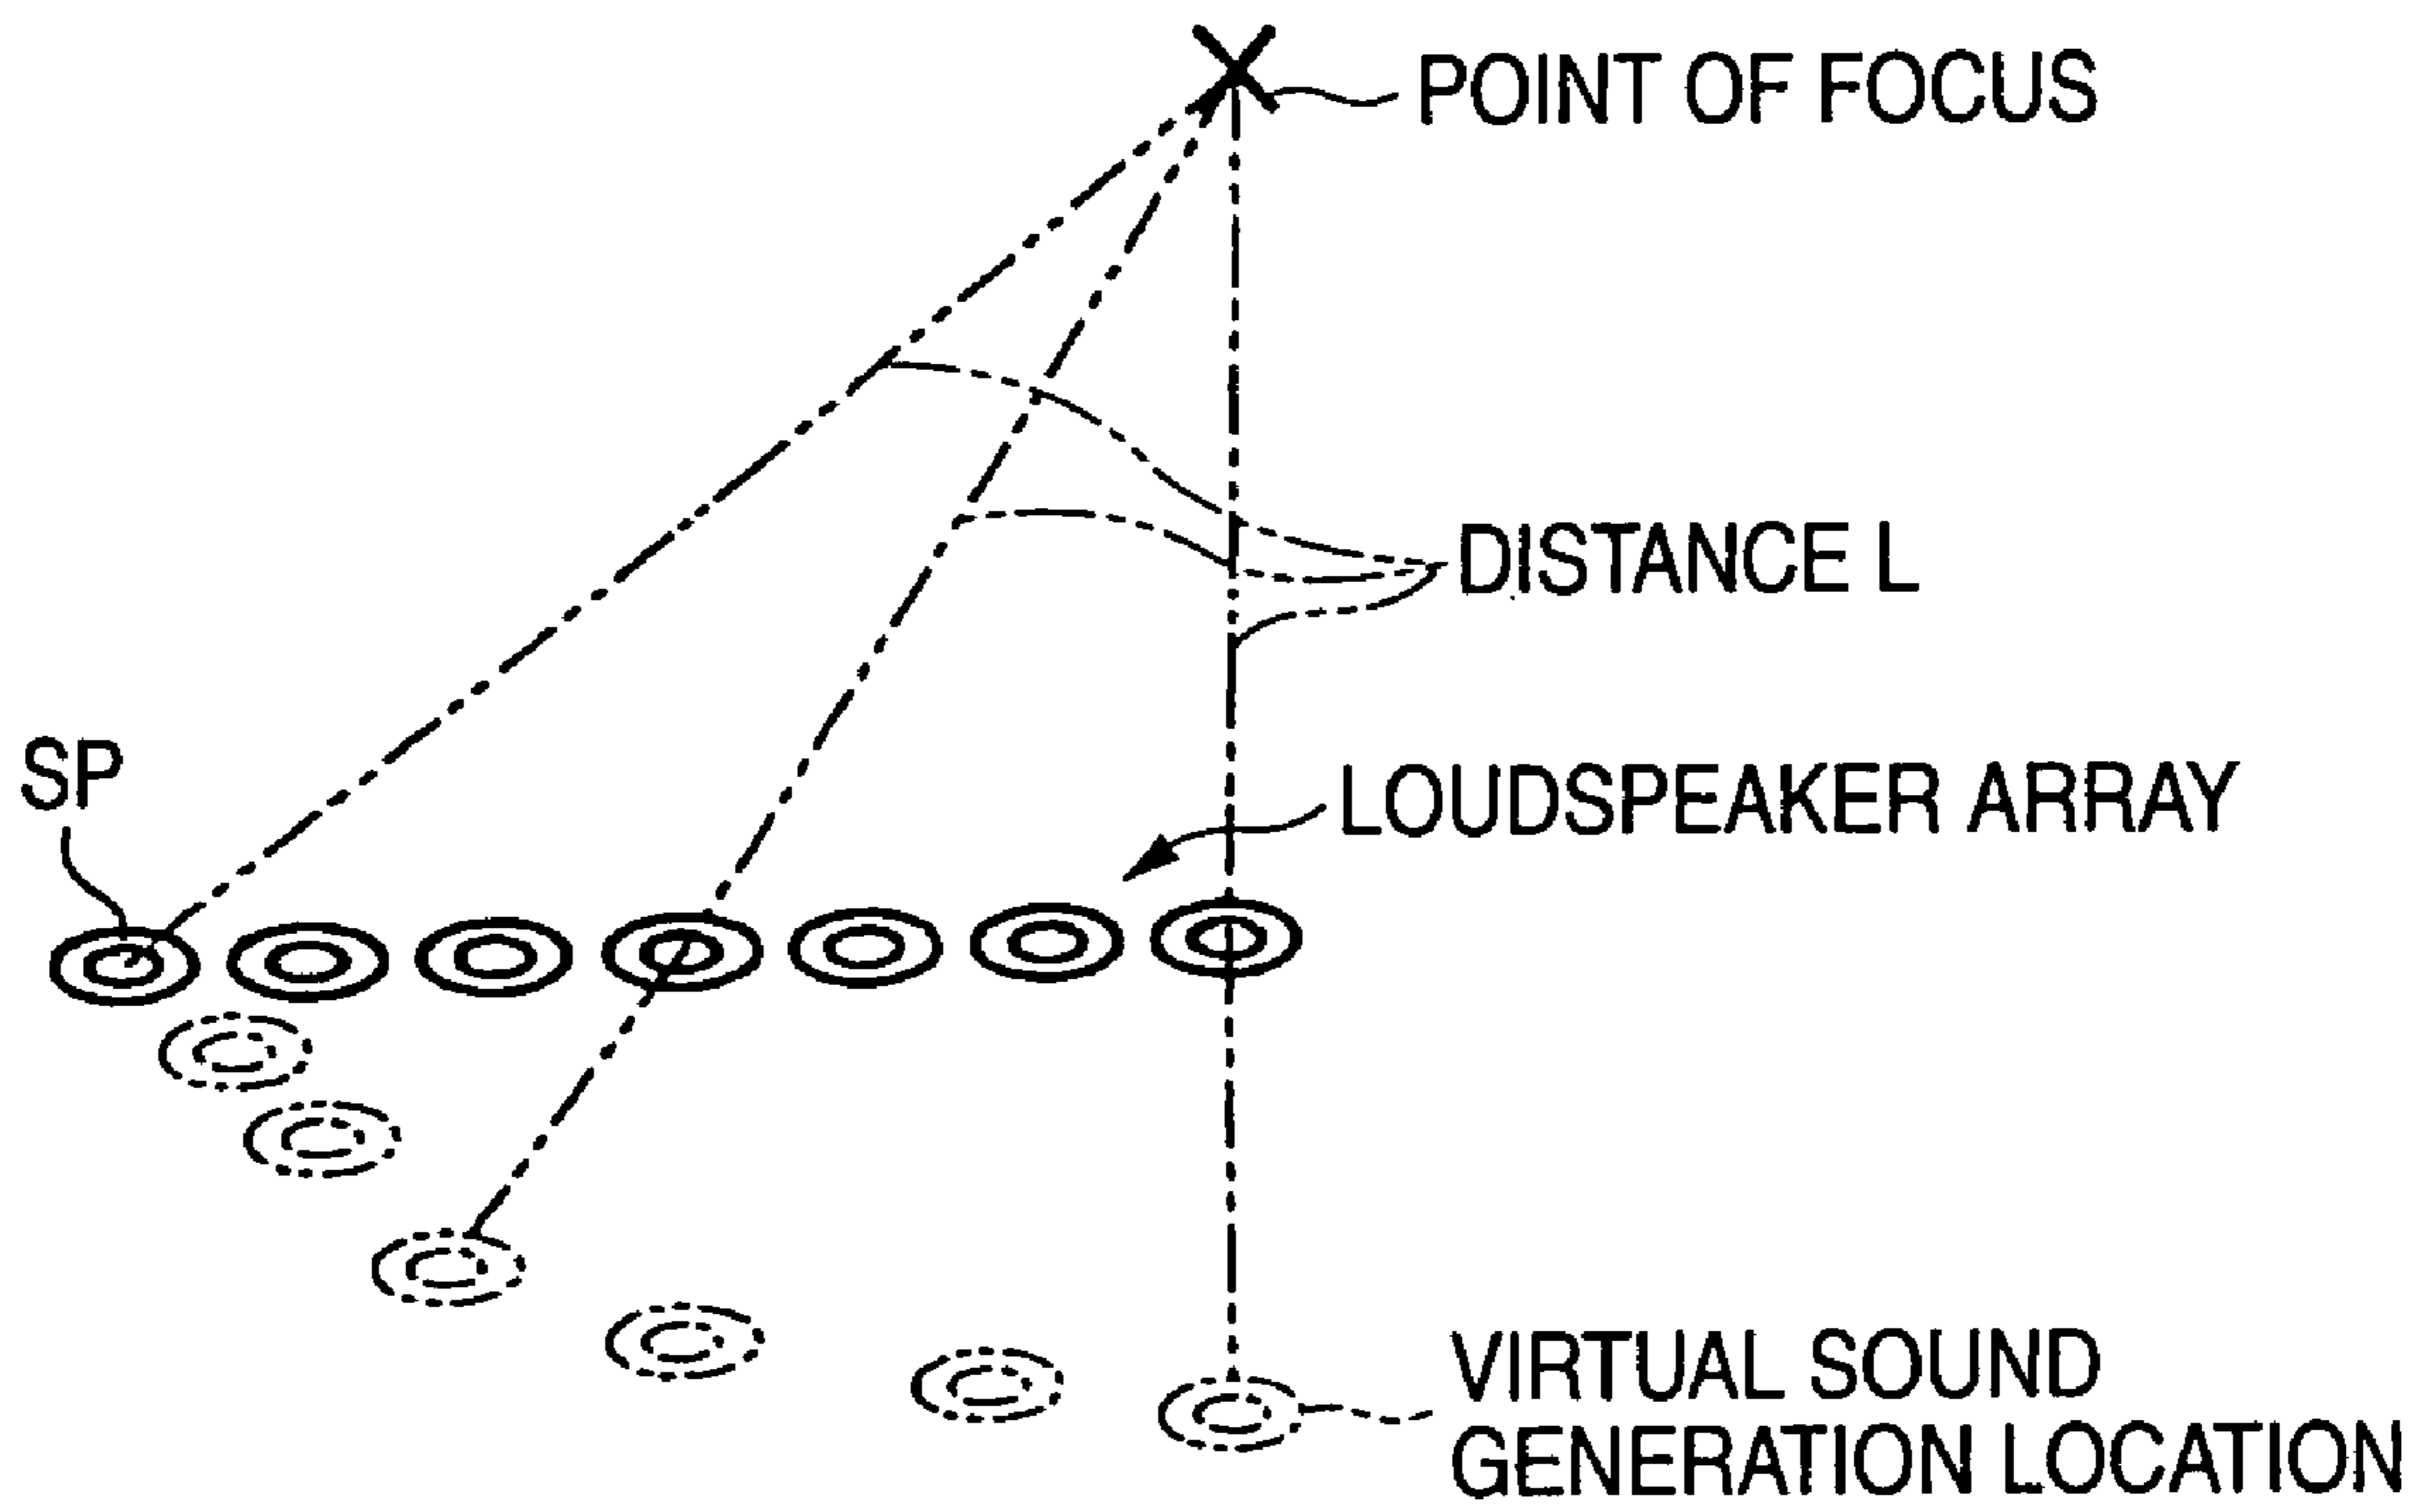 POINT OF FOCUS
DISTANCE L
SP
LOUDSPEAKER ARRAY
VIRTUAL SOUND
GENERATION LOCATION